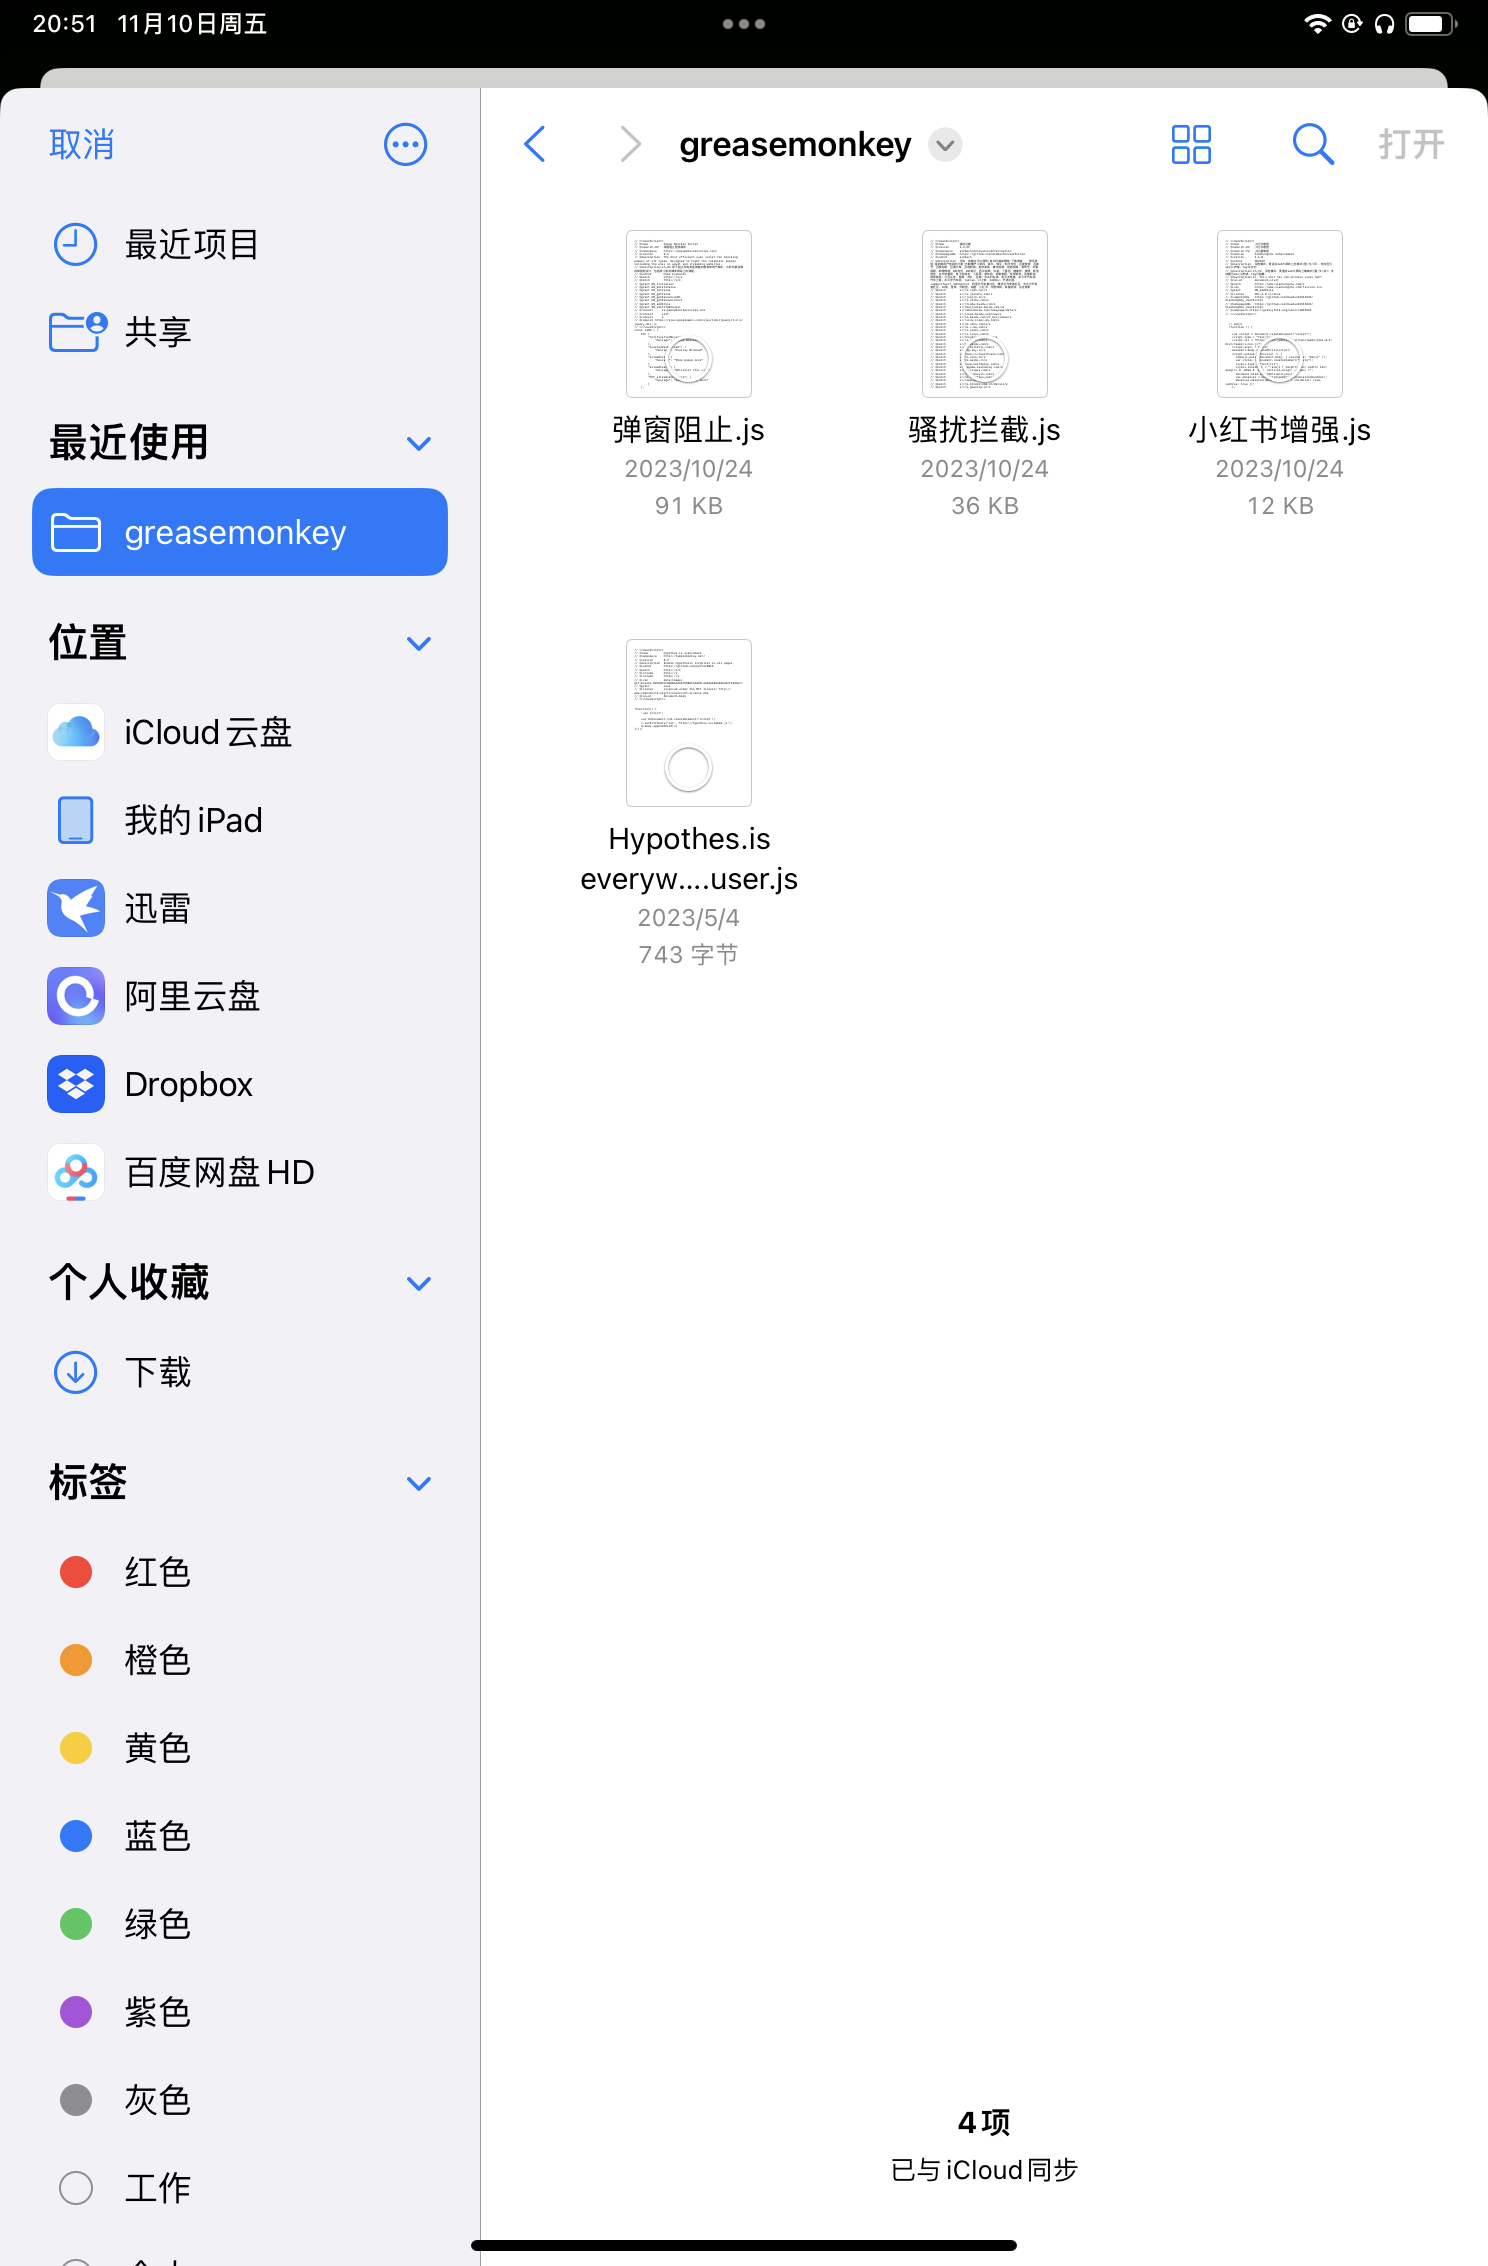 20:51 11月10日周五
取消
最近项目
共享
最近使用
greasemonkey
位置
iCloud云盘
我的 iPad
迅雷
阿里云盘
Dropbox
百度网盘 HD
个人收藏
下载
标签
红色
橙色
黄色
蓝色
绿色
紫色
灰色
工作
greasemonkey
打开
弹窗阻止.js
2023/10/24
91 KB
骚扰拦截.js
2023/10/24
36 KB
小红书增强.js
2023/10/24
12 KB
Hypothes.is
everyw....user.js
2023/5/4
743 字节
4 项
已与 iCloud 同步